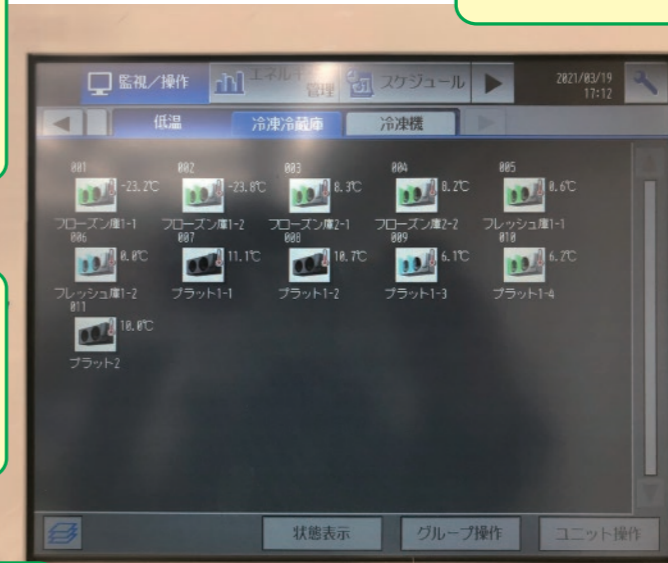 監視／操作
エネルギー管理
スケジュール
2021/03/19
17:12
低温
冷凍冷蔵庫
冷凍機
001 002 003 004 005
-23.2℃ -23.8℃ 8.3℃ 8.2℃ 0.6℃
フローズン庫1-1 フローズン庫1-2 フローズン庫2-1 フローズン庫2-2 フレッシュ庫1-1
006 007 008 009 010
0.0℃ 11.1℃ 10.7℃ 6.1℃ 6.2℃
フレッシュ庫1-2 プラット1-1 プラット1-2 プラット1-3 プラット1-4
011
10.0℃
プラット2
状態表示 グループ操作 ユニット操作